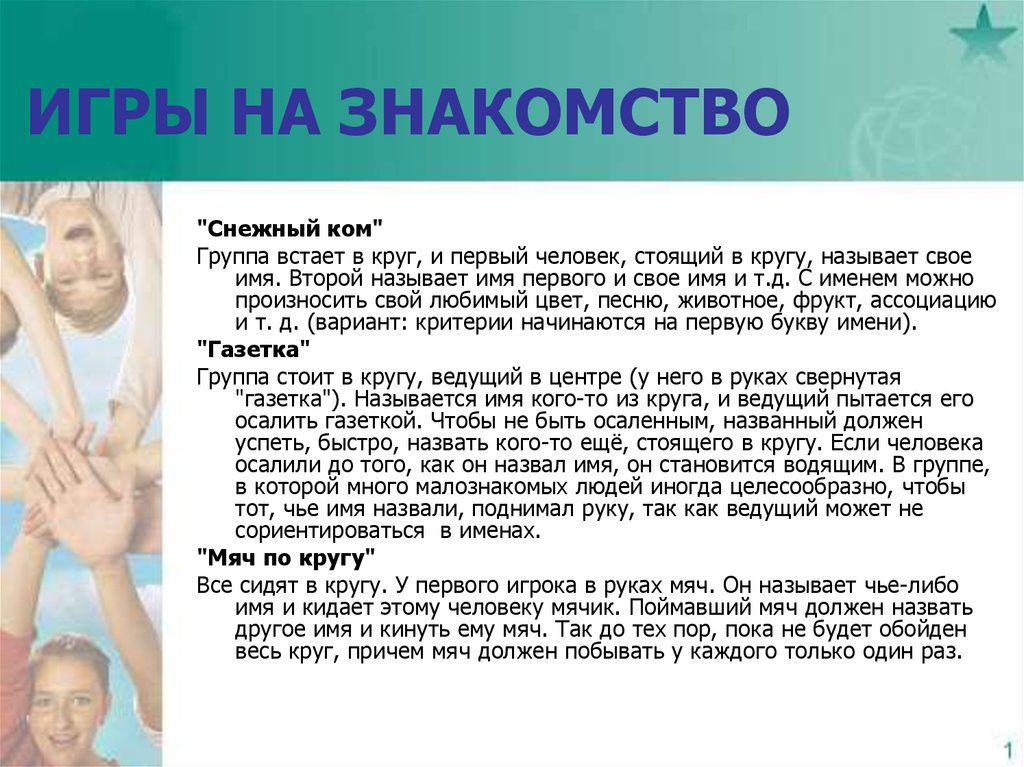 ИГРЫ НА ЗНАКОМСТВО
"Снежный ком"
Группа встает в круг, и первый человек, стоящий в кругу, называет свое
имя. Второй называет имя первого и свое имя и т.д. С именем можно
произносить свой любимый цвет, песню, животное, фрукт, ассоциацию
и т. д. (вариант: критерии начинаются на первую букву имени).
"Газетка"
Группа стоит в кругу, ведущий в центре (у него в руках свернутая
"газетка"). Называется имя кого-то из круга, и ведущий пытается его
осалить газеткой. Чтобы не быть осаленным, названный должен
успеть, быстро, назвать кого-то ещё, стоящего в кругу. Если человека
осалили до того, как он назвал имя, он становится водящим. В группе,
в которой много малознакомых людей иногда целесообразно, чтобы
тот, чье имя назвали, поднимал руку, так как ведущий может не
сориентироваться  в именах.
"Мяч по кругу"
Все сидят в кругу. У первого игрока в руках мяч. Он называет чье-либо
имя и кидает этому человеку мячик. Поймавший мяч должен назвать
другое имя и кинуть ему мяч. Так до тех пор, пока не будет обойден
весь круг, причем мяч должен побывать у каждого только один раз.
1